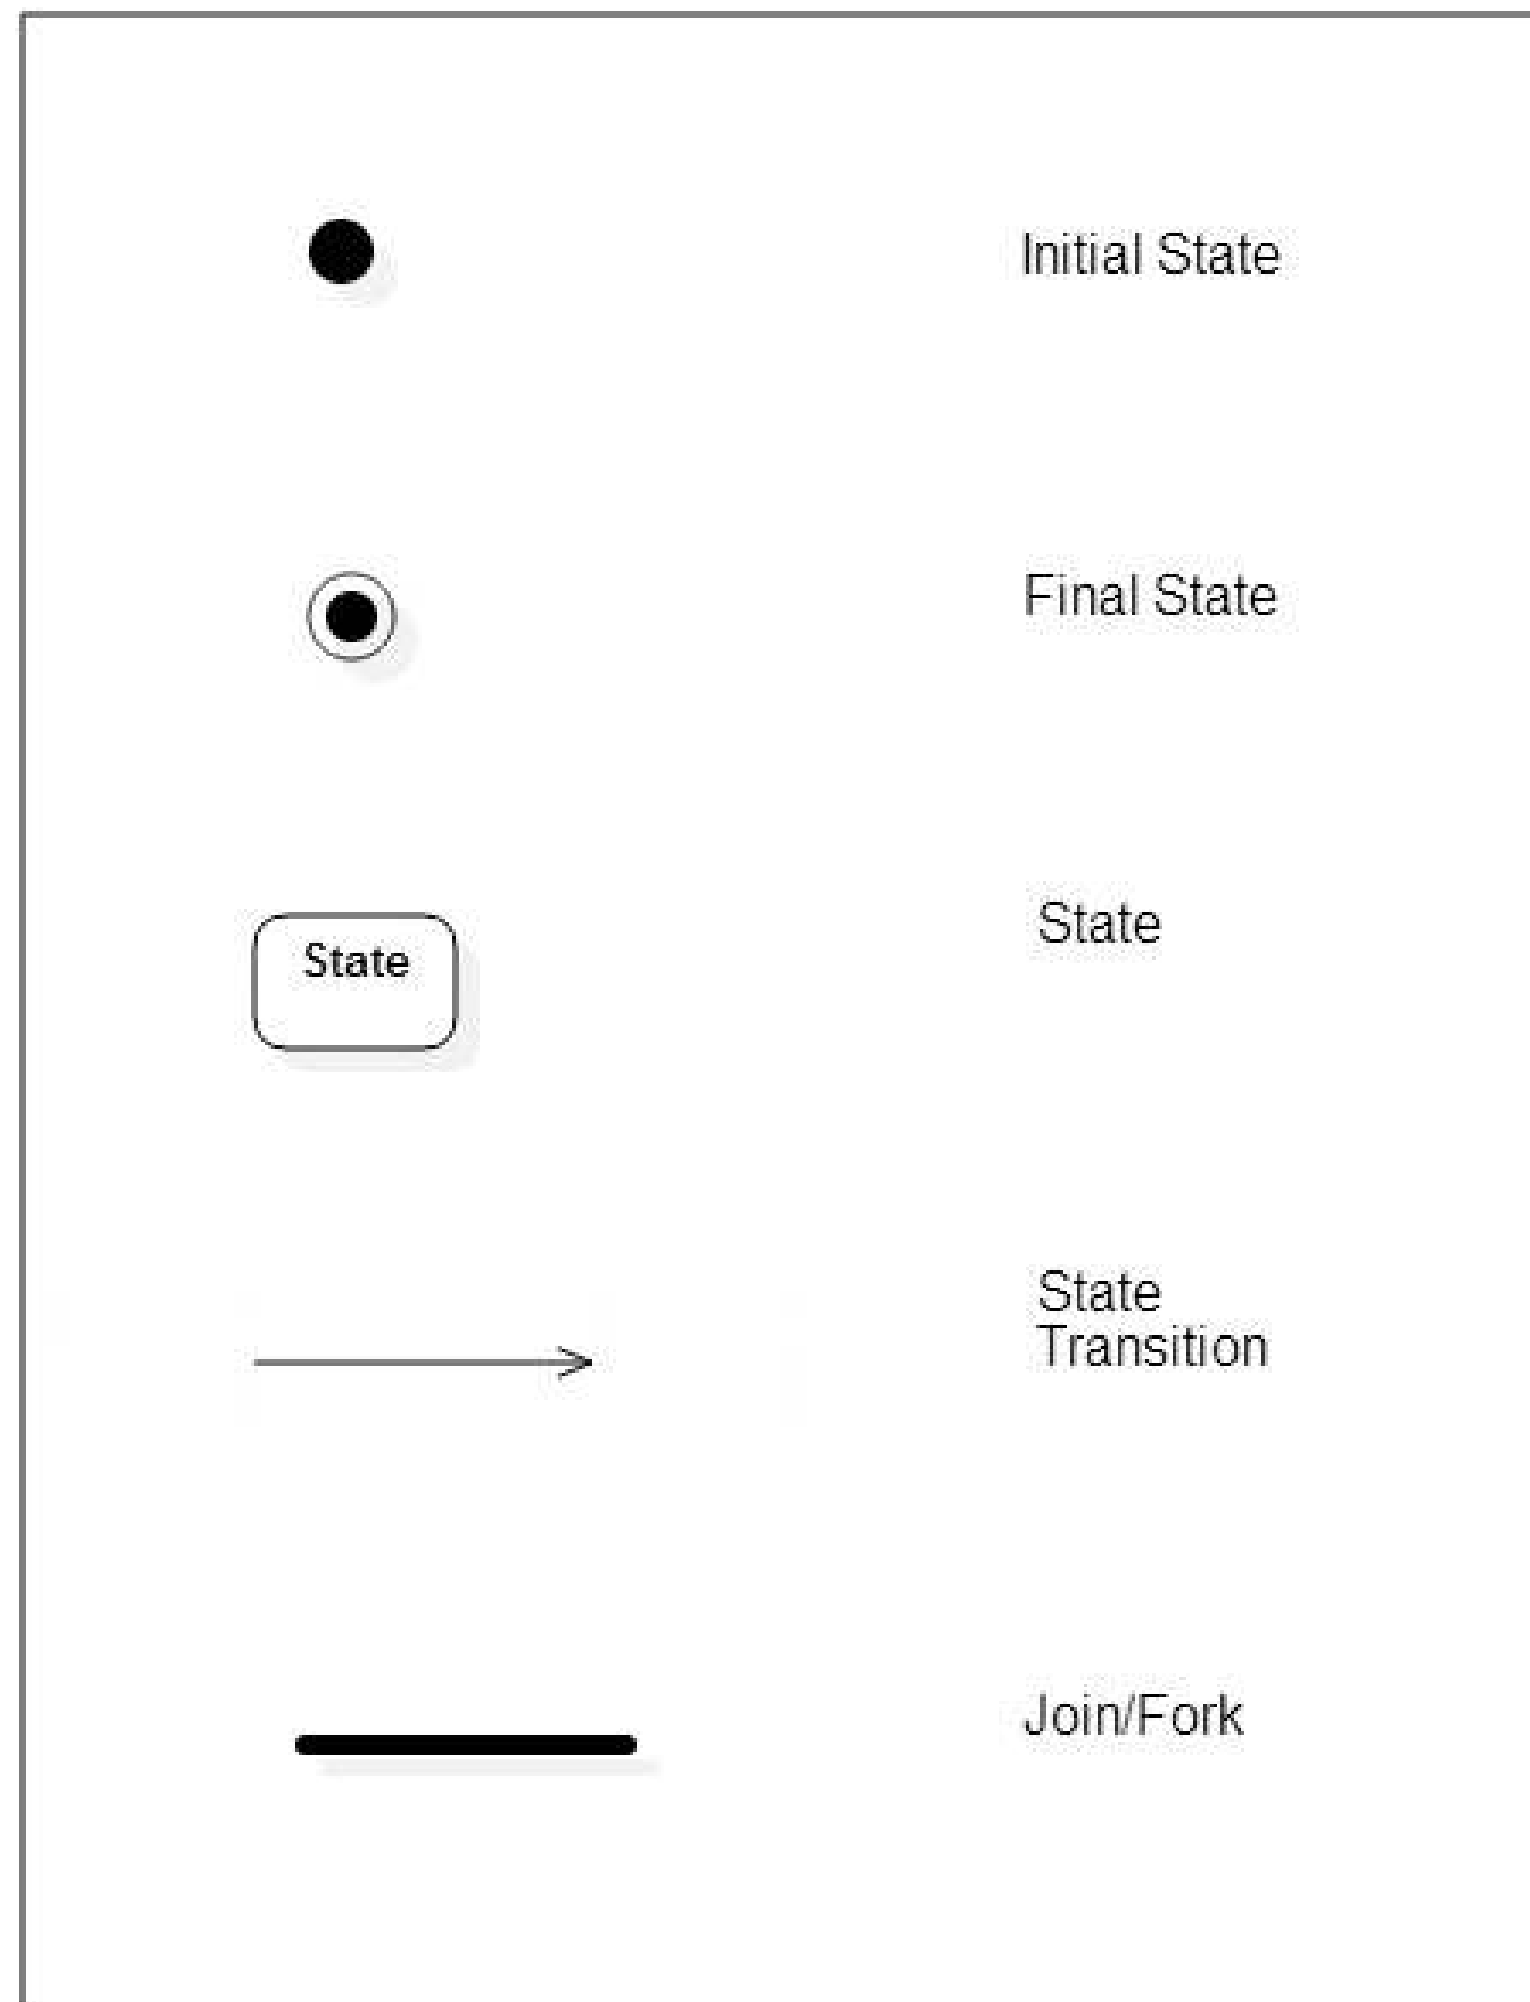 Initial State
Final State
State
State
State
Transition
Join/Fork